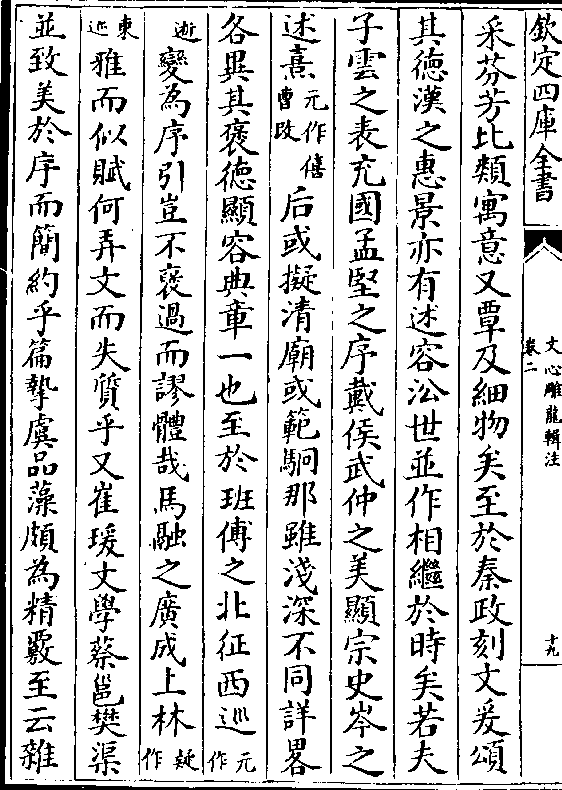 欽定四庫全書
文心雕龍輯注
卷二
十九
采芬芳比類寓意又覃及細物矣至於秦政刻文爰頌
其德漢之惠景亦有述容沿世並作相繼於時矣若夫
子雲之表充國孟堅之序戴侯武仲之美顯宗史岑之
述熹元作僖曹改后或擬清廟或範駉那雖淺深不同詳畧
各異其褒德顯容典章一也至於班傅之北征西巡元作
逝變為序引豈不褒過而謬體哉馬融之廣成上林疑作
東巡雅而似賦何弄文而失質乎又崔瑗文學蔡邕樊渠
並致美於序而簡約乎篇摯虞品藻頗為精覈至云雜